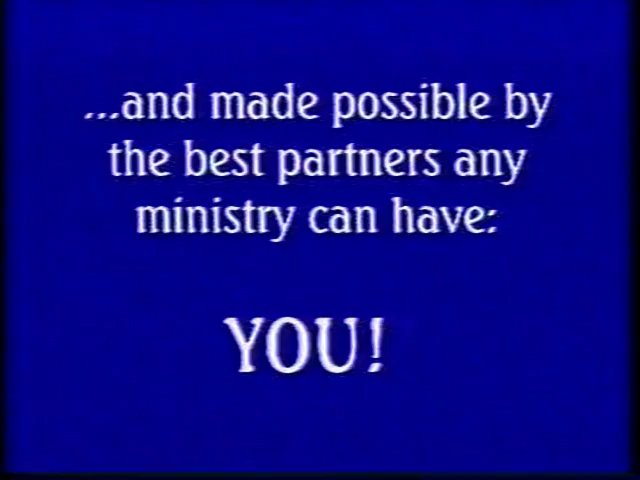 ...and made possible by
the best partners any
ministry can have:
YOU!